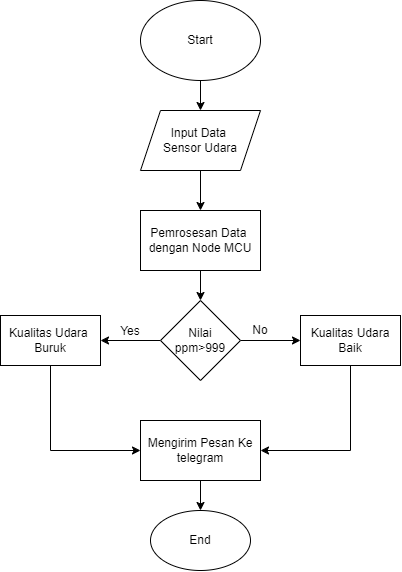 Start
Input Data
Sensor Udara
Pemrosesan Data
dengan Node MCU
Kualitas Udara
Buruk
Yes
Nilai
ppm>999
No
Kualitas Udara
Baik
Mengirim Pesan Ke
telegram
End